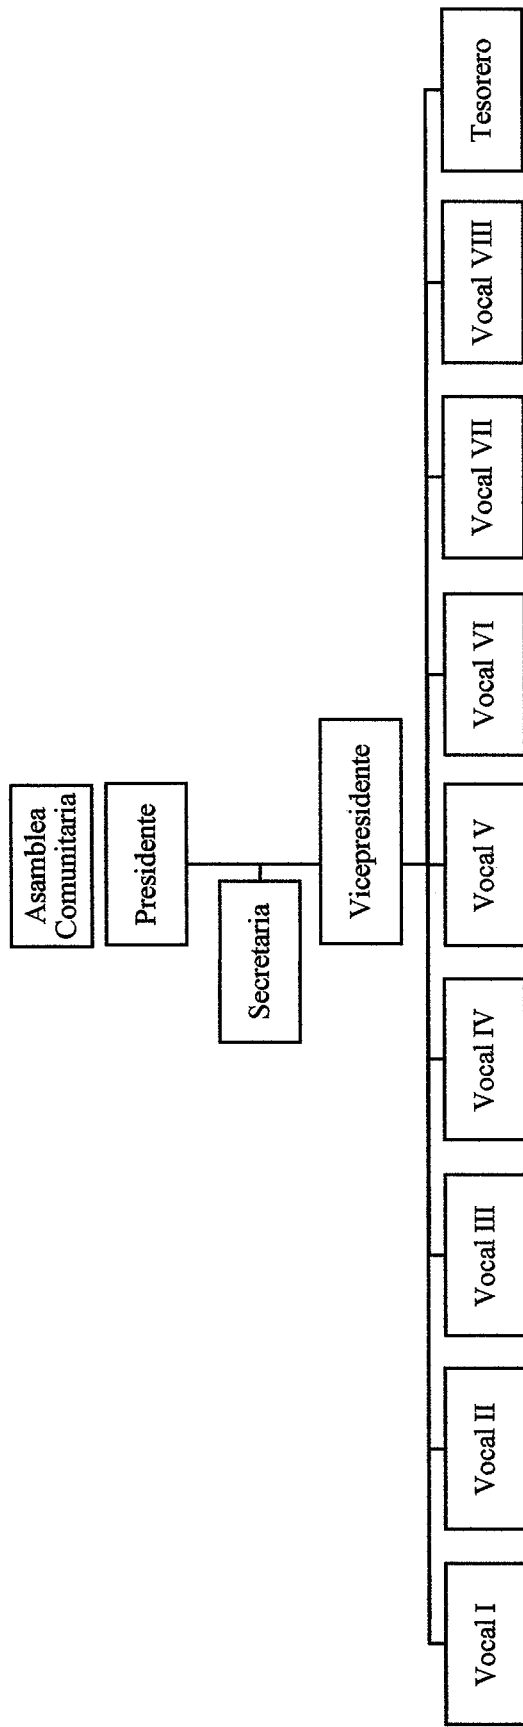 Asamblea
Comunitaria
Presidente
Secretaria
Vicepresidente
Vocal I
Vocal II
Vocal III
Vocal IV
Vocal V
Vocal VI
Vocal VII
Vocal VIII
Tesorero